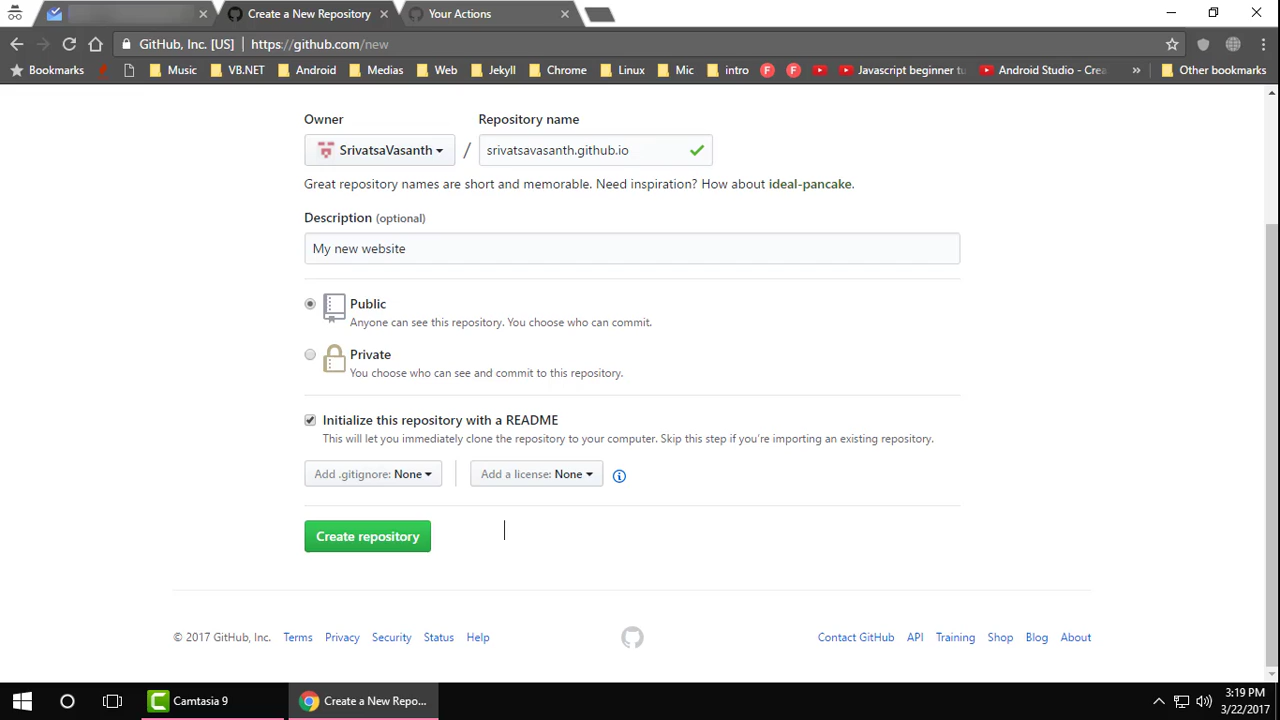 Create a New Repository
Your Actions
GitHub, Inc. [US] | https://github.com/new
Bookmarks
Music
VB.NET
Android
Medias
Web
Jekyll
Chrome
Linux
Mic
intro
Javascript beginner tu
Android Studio - Crea
»
Other bookmarks
Owner
Repository name
SrivatsaVasanth
/
srivatsavasanth.github.io
Great repository names are short and memorable. Need inspiration? How about ideal-pancake.
Description (optional)
My new website
Public
Anyone can see this repository. You choose who can commit.
Private
You choose who can see and commit to this repository.
Initialize this repository with a README
This will let you immediately clone the repository to your computer. Skip this step if you're importing an existing repository.
Add .gitignore: None
Add a license: None
Create repository
© 2017 GitHub, Inc. Terms Privacy Security Status Help
Contact GitHub API Training Shop Blog About
Camtasia 9
Create a New Repo...
3:19 PM
3/22/2017